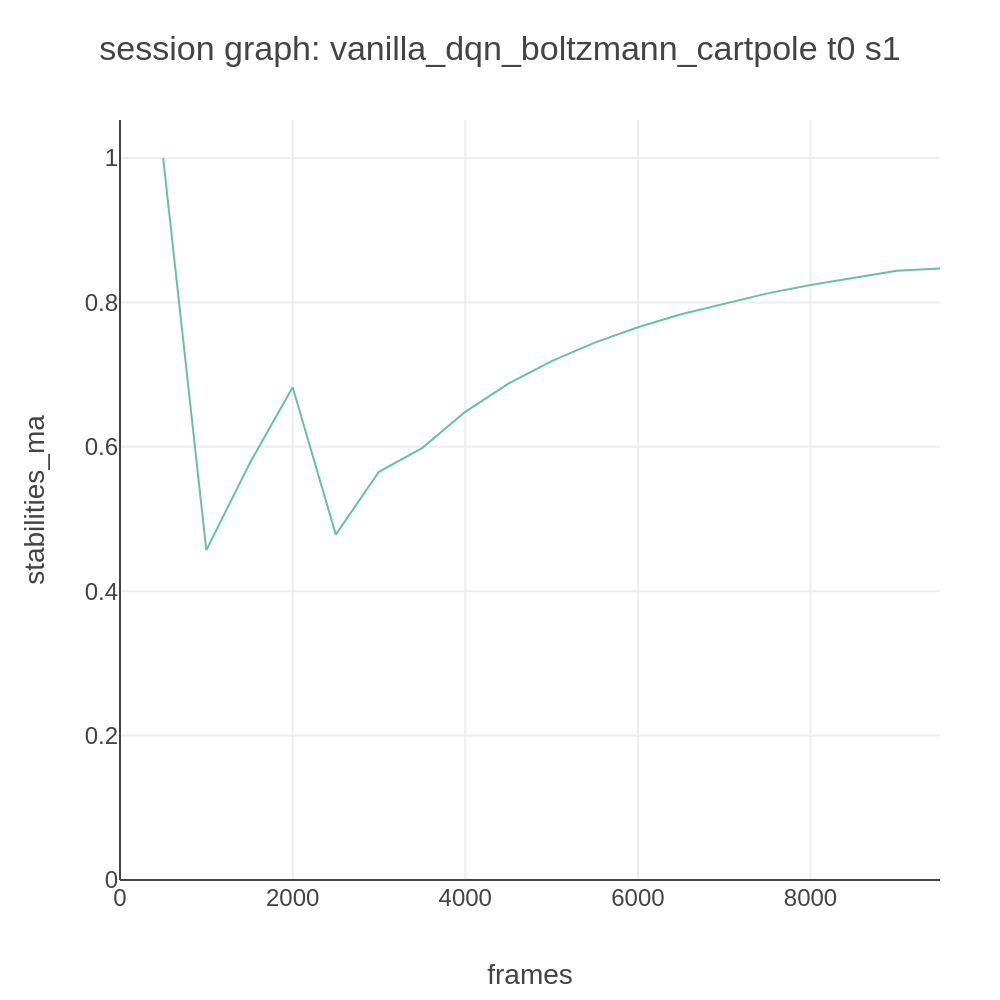 session graph: vanilla_dqn_boltzmann_cartpole t0 s1
stabilities_ma
1
0.8
0.6
0.4
0.2
0
0 2000 4000 6000 8000
frames